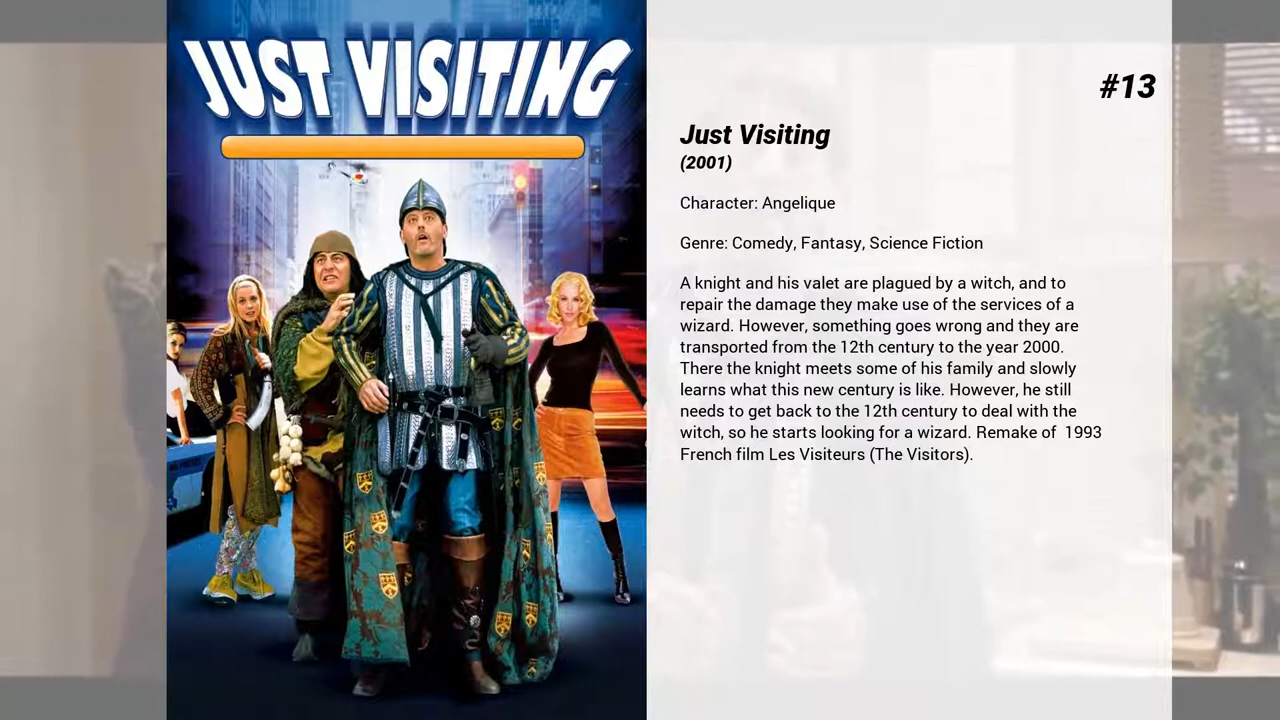 JUST VISITING
#13
Just Visiting
(2001)
Character: Angelique
Genre: Comedy, Fantasy, Science Fiction
A knight and his valet are plagued by a witch, and to
repair the damage they make use of the services of a
wizard. However, something goes wrong and they are
transported from the 12th century to the year 2000.
There the knight meets some of his family and slowly
learns what this new century is like. However, he still
needs to get back to the 12th century to deal with the
witch, so he starts looking for a wizard. Remake of  1993
French film Les Visiteurs (The Visitors).